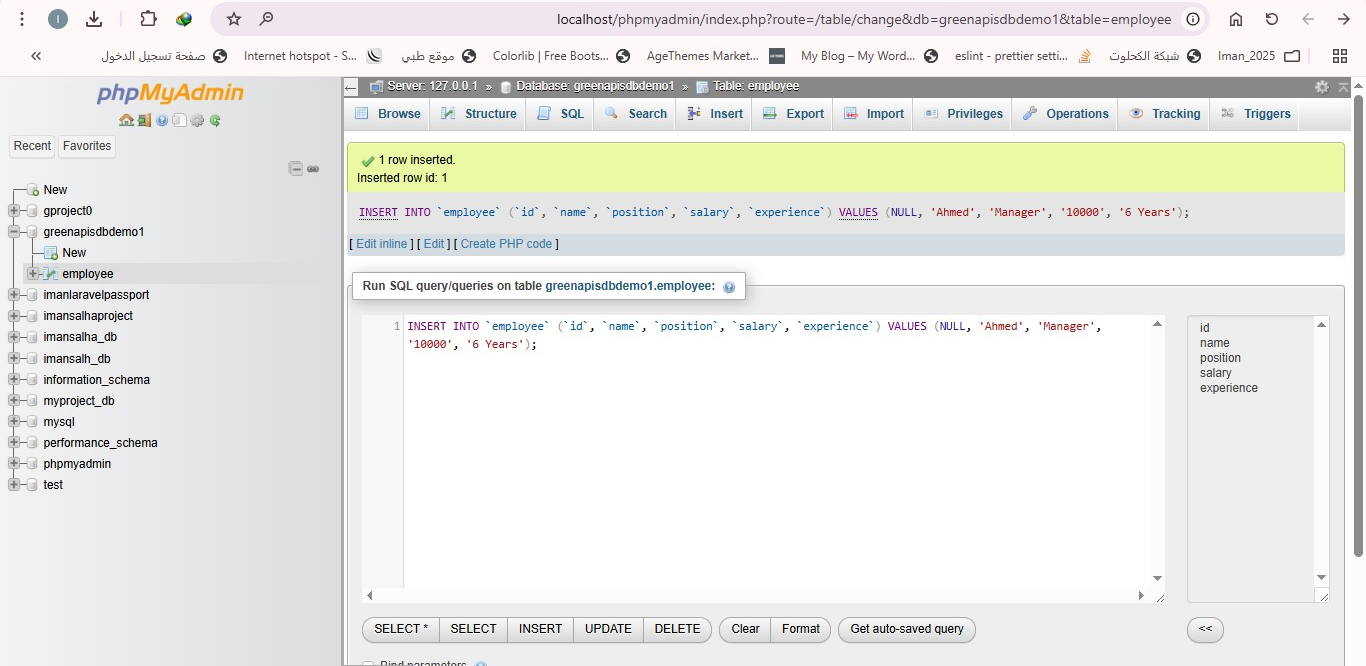 localhost/phpmyadmin/index.php?route=/table/change&db=greenapisdbdemo1&table=employee
I
« صفحة تسجيل الدخول Internet hotspot - S... موقع طبي Colorlib | Free Boots... AgeThemes Market... My Blog – My Word... eslint - prettier setti... شبكة الكحلوت Iman_2025
phpMyAdmin
Recent Favorites
New
gproject0
greenapisdbdemo1
New
employee
imanlaravelpassport
imansalhaproject
imansalha_db
imansalh_db
information_schema
myproject_db
mysql
performance_schema
phpmyadmin
test
Server: 127.0.0.1 » Database: greenapisdbdemo1 » Table: employee
Browse Structure SQL Search Insert Export Import Privileges Operations Tracking Triggers
1 row inserted.
Inserted row id: 1
INSERT INTO `employee` (`id`, `name`, `position`, `salary`, `experience`) VALUES (NULL, 'Ahmed', 'Manager', '10000', '6 Years');
[ Edit inline ] [ Edit ] [ Create PHP code ]
Run SQL query/queries on table greenapisdbdemo1.employee:
1 INSERT INTO `employee` (`id`, `name`, `position`, `salary`, `experience`) VALUES (NULL, 'Ahmed', 'Manager',
'10000', '6 Years');
id
name
position
salary
experience
SELECT * SELECT INSERT UPDATE DELETE Clear Format Get auto-saved query <<
Bind parameters